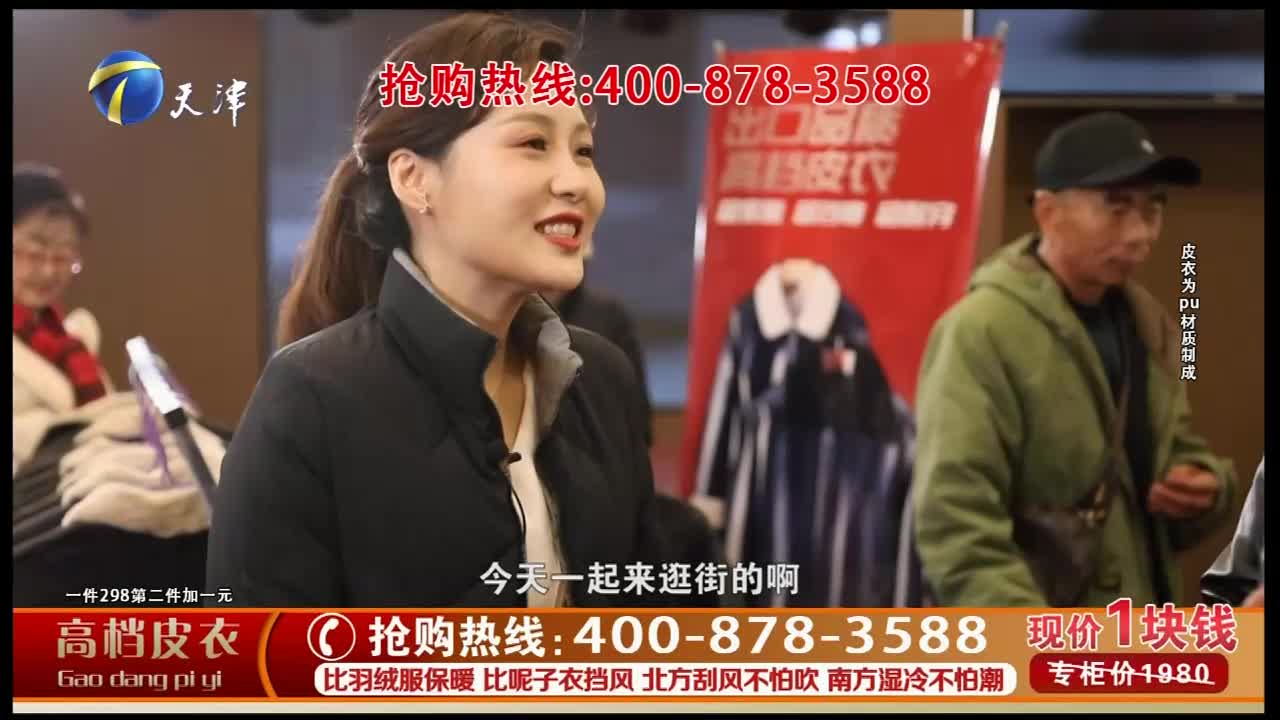 天津
抢购热线:400-878-3588
出口品质
高档皮衣
皮衣为pu材质制成
今天一起来逛街的啊
一件298第二件加一元
高档皮衣
Gao dang pi yi
抢购热线:400-878-3588
比羽绒服保暖 比呢子衣挡风 北方刮风不怕吹 南方湿冷不怕潮
现价1块钱
专柜价1980